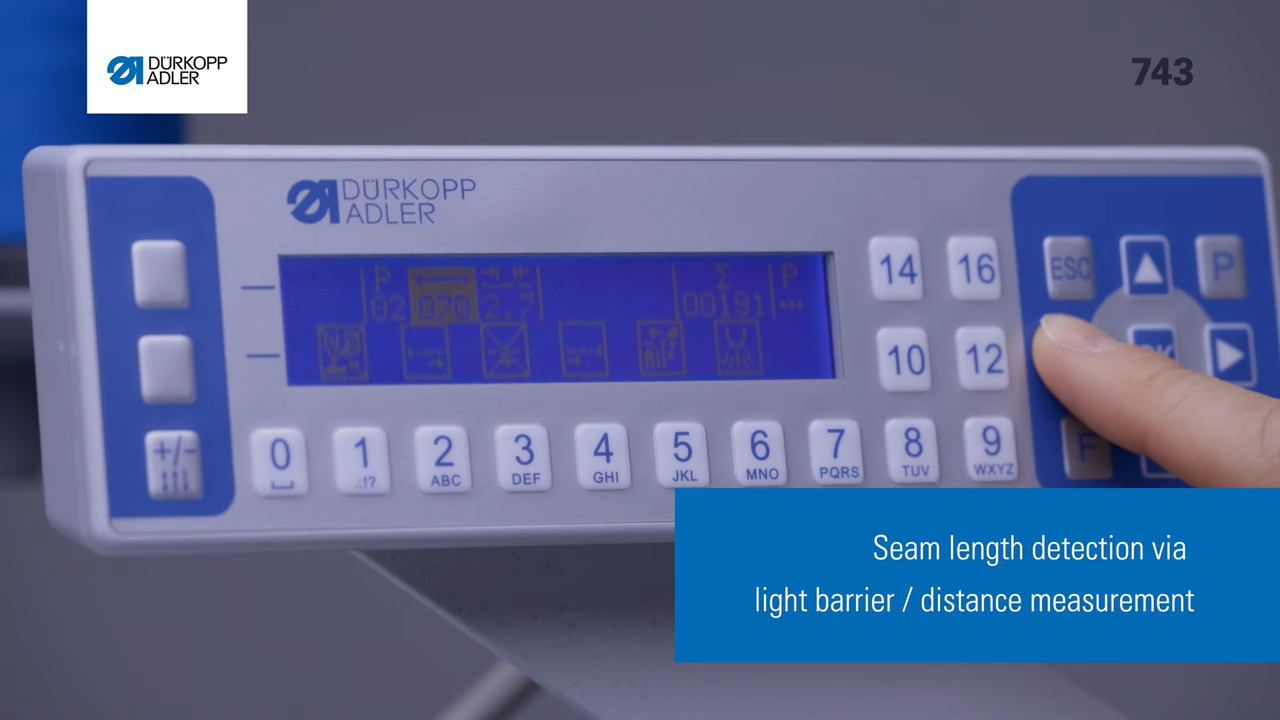 DÜRKOPP
ADLER
743
DÜRKOPP
ADLER
P
Σ
P
02
2.7
00191
14
16
ESC
P
10
12
OK
+/-
0
1
.:!?
2
ABC
3
DEF
4
GHI
5
JKL
6
MNO
7
PQRS
8
TUV
9
WXYZ
F
Seam length detection via
light barrier / distance measurement